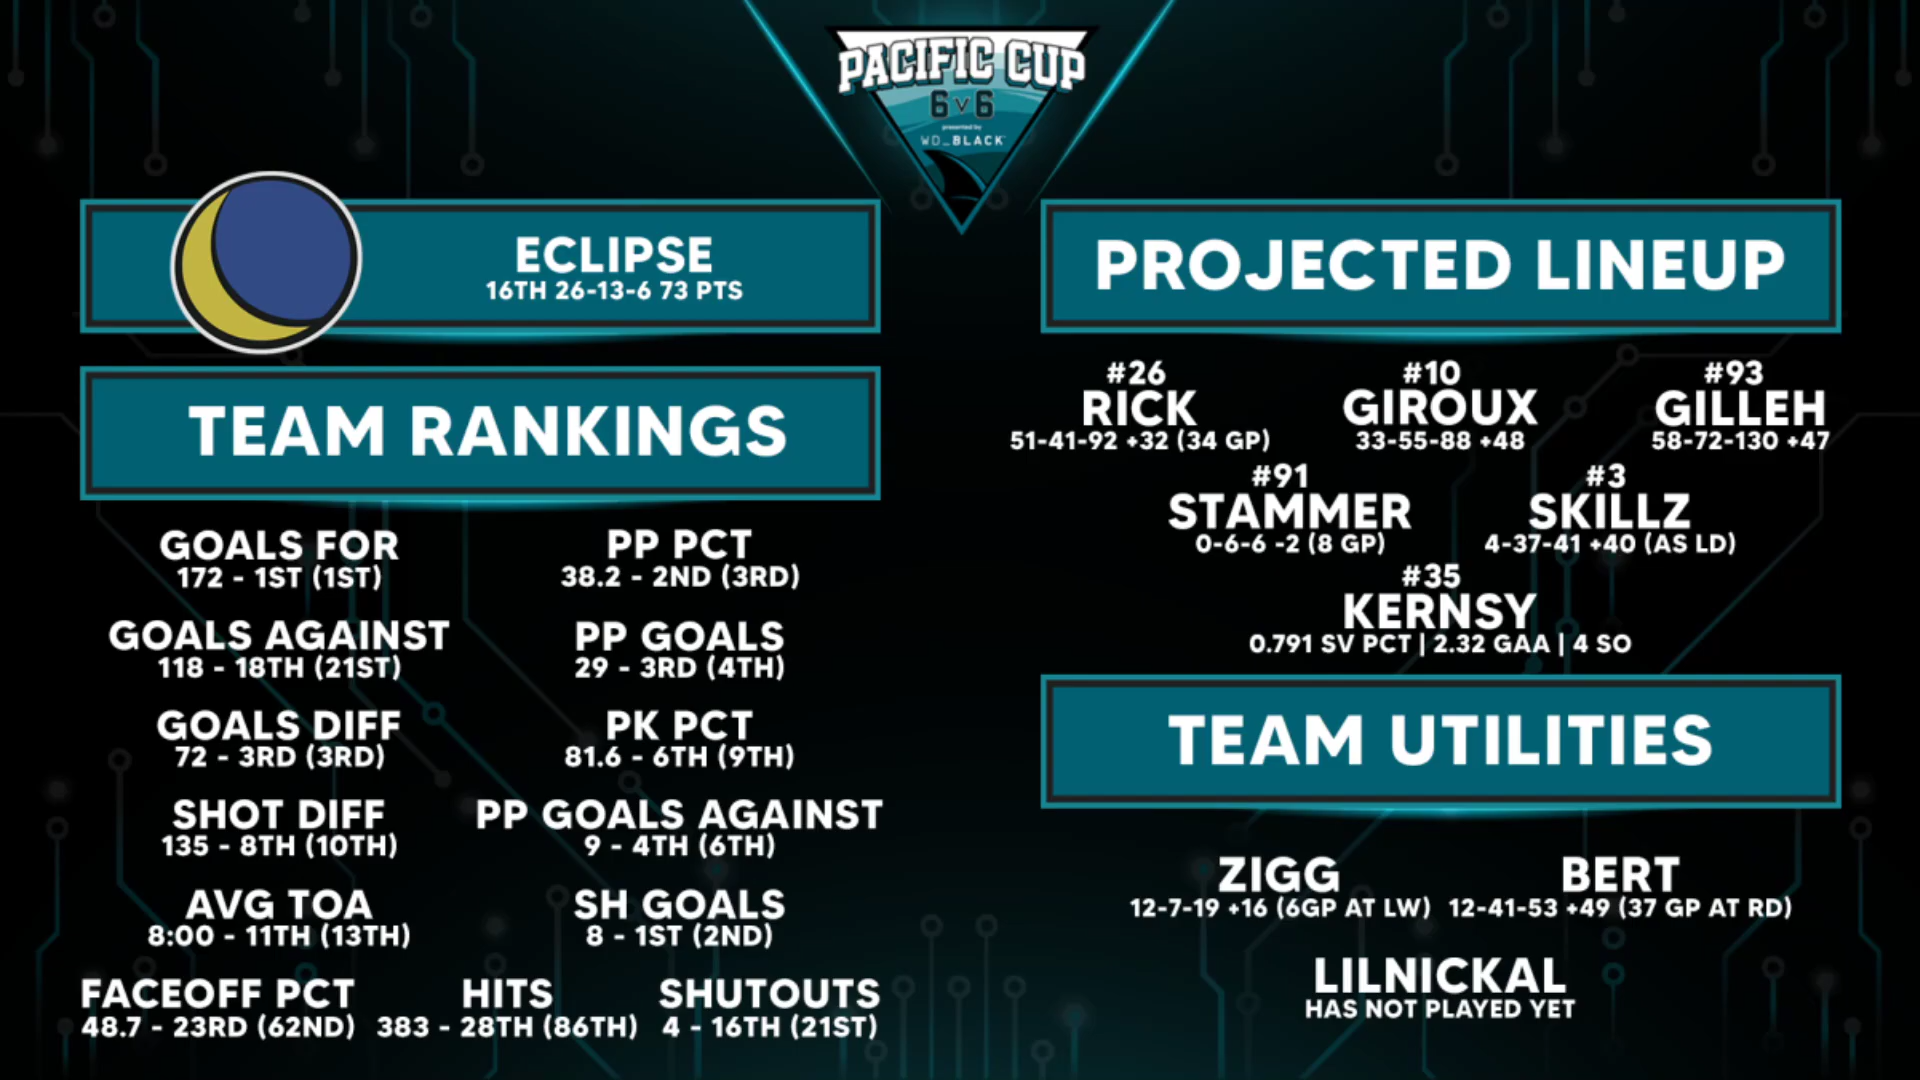 PACIFIC CUP
6 v 6
presented by
WD_BLACK
ECLIPSE
16TH 26-13-6 73 PTS
TEAM RANKINGS
GOALS FOR
172 - 1ST (1ST)
PP PCT
38.2 - 2ND (3RD)
GOALS AGAINST
118 - 18TH (21ST)
PP GOALS
29 - 3RD (4TH)
GOALS DIFF
72 - 3RD (3RD)
PK PCT
81.6 - 6TH (9TH)
SHOT DIFF
135 - 8TH (10TH)
PP GOALS AGAINST
9 - 4TH (6TH)
AVG TOA
8:00 - 11TH (13TH)
SH GOALS
8 - 1ST (2ND)
FACEOFF PCT
48.7 - 23RD (62ND)
HITS
383 - 28TH (86TH)
SHUTOUTS
4 - 16TH (21ST)
PROJECTED LINEUP
#26
RICK
51-41-92 +32 (34 GP)
#10
GIROUX
33-55-88 +48
#93
GILLEH
58-72-130 +47
#91
STAMMER
0-6-6 -2 (8 GP)
#3
SKILLZ
4-37-41 +40 (AS LD)
#35
KERNSY
0.791 SV PCT | 2.32 GAA | 4 SO
TEAM UTILITIES
ZIGG
12-7-19 +16 (6GP AT LW)
BERT
12-41-53 +49 (37 GP AT RD)
LILNICKAL
HAS NOT PLAYED YET